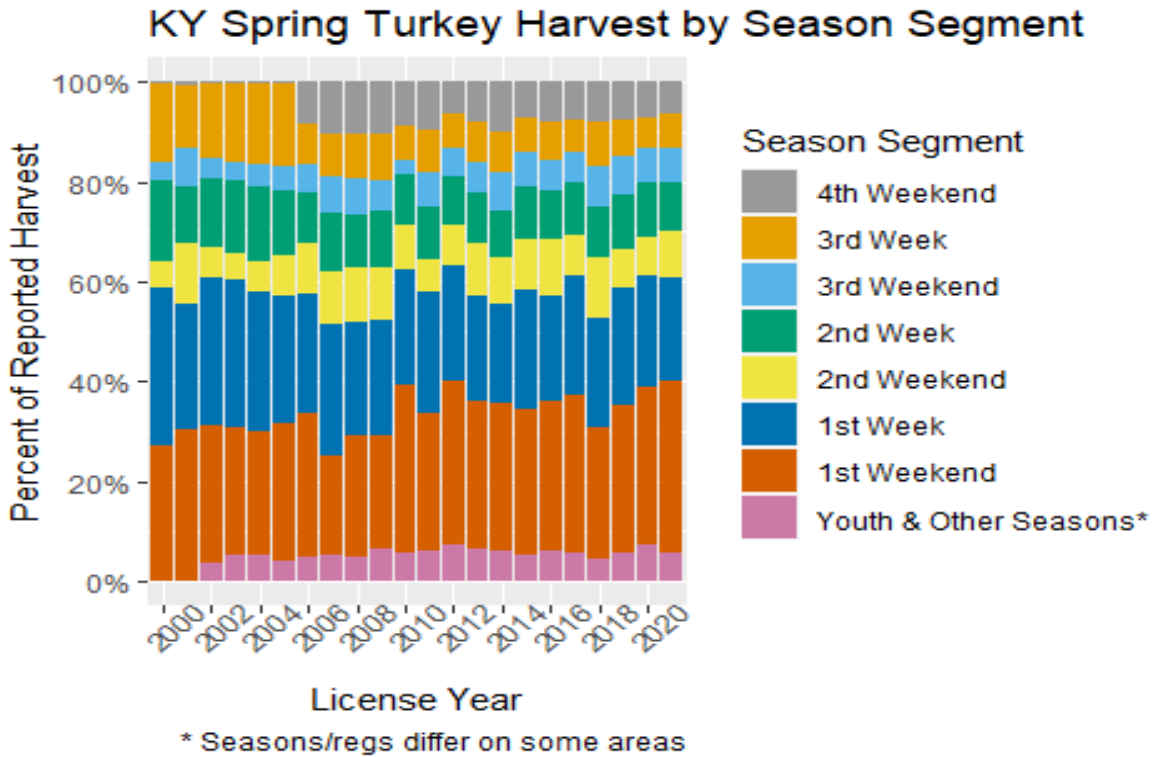 KY Spring Turkey Harvest by Season Segment
Percent of Reported Harvest
100%
80%
60%
40%
20%
0%
2000 2002 2004 2006 2008 2010 2012 2014 2016 2018 2020
License Year
* Seasons/regs differ on some areas
Season Segment
4th Weekend
3rd Week
3rd Weekend
2nd Week
2nd Weekend
1st Week
1st Weekend
Youth & Other Seasons*